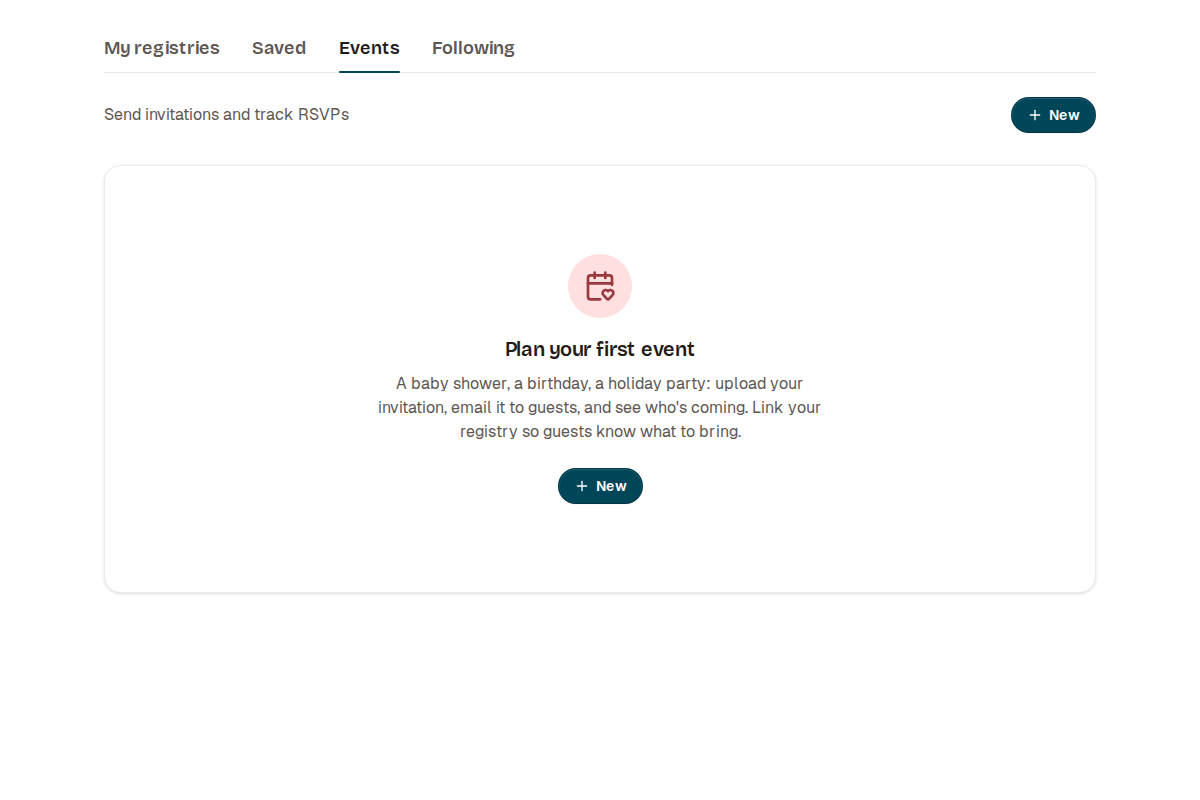 My registries Saved Events Following
Send invitations and track RSVPs
+ New
Plan your first event
A baby shower, a birthday, a holiday party: upload your
invitation, email it to guests, and see who's coming. Link your
registry so guests know what to bring.
+ New